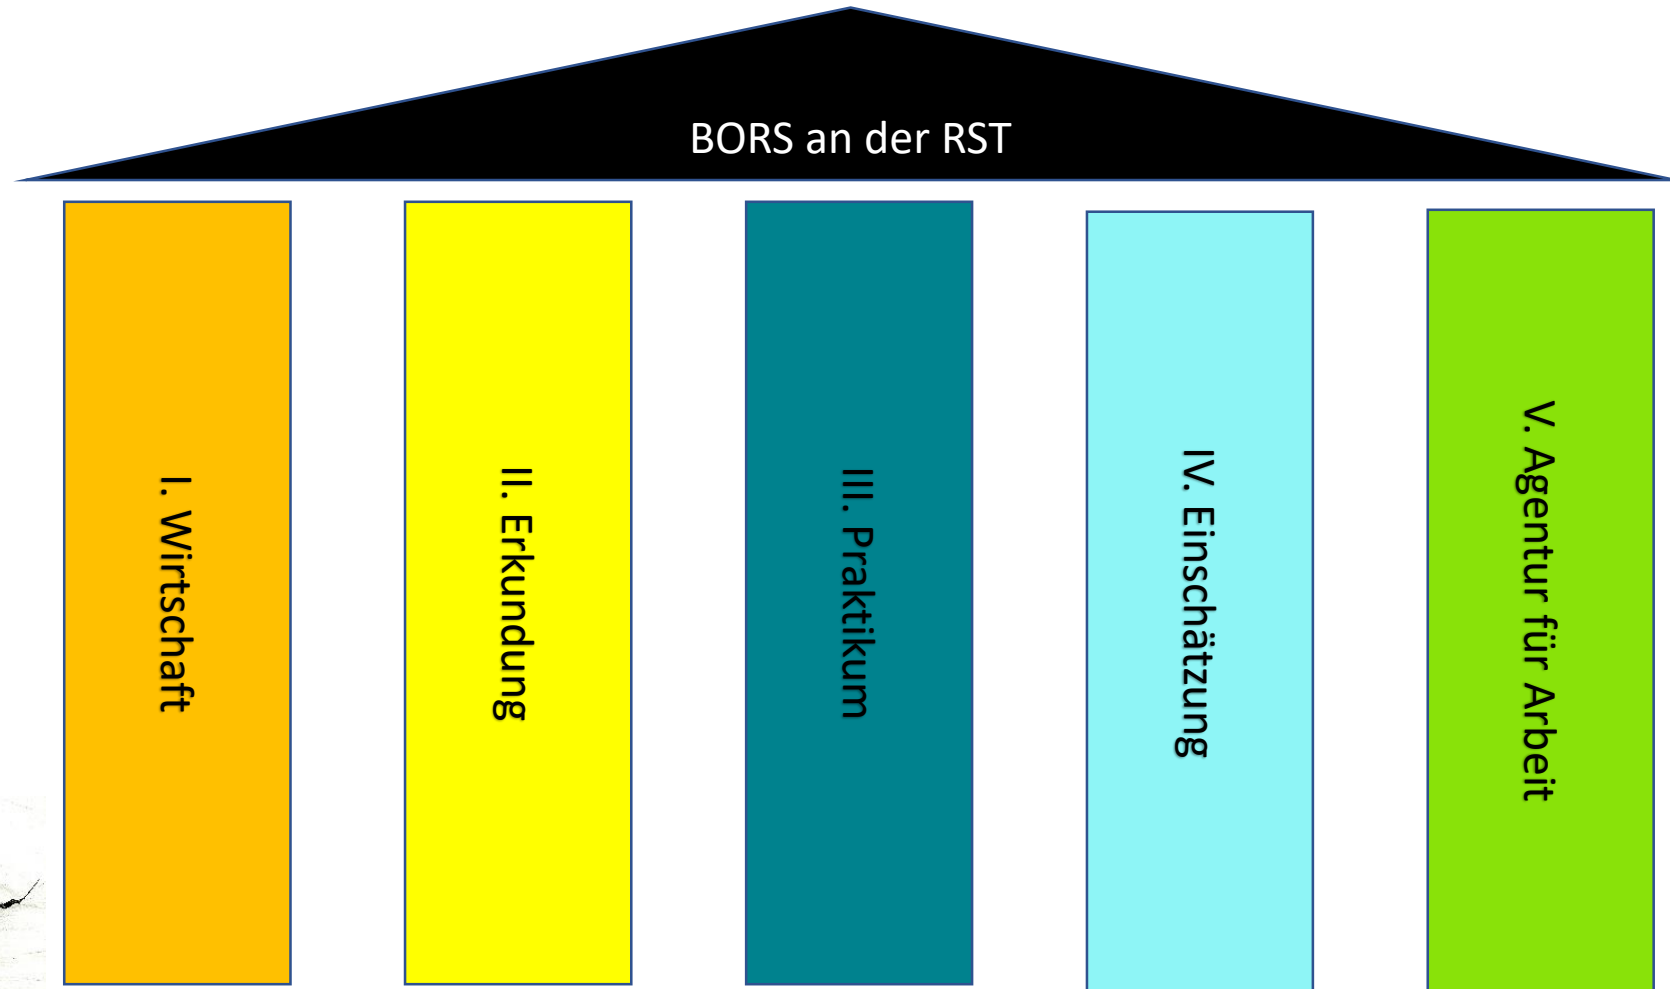 BORS an der RST
I. Wirtschaft
II. Erkundung
III. Praktikum
IV. Einschätzung
V. Agentur für Arbeit